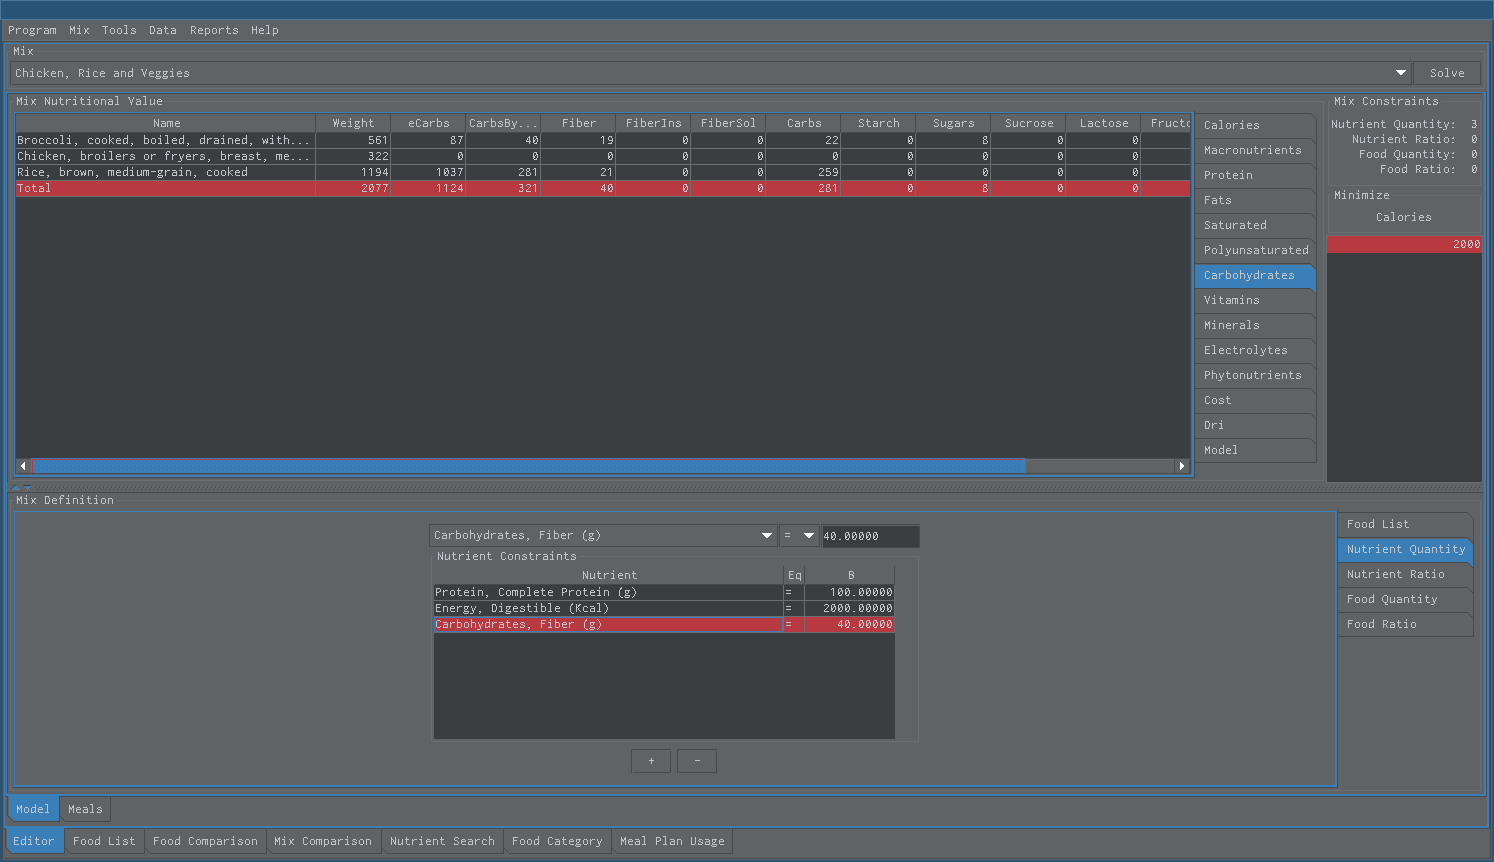 Program Mix Tools Data Reports Help
Mix
Chicken, Rice and Veggies Solve
Mix Nutritional Value
Name Weight eCarbs CarbsBy... Fiber FiberIns FiberSol Carbs Starch Sugars Sucrose Lactose Fructo
Broccoli, cooked, boiled, drained, with... 561 87 40 19 0 0 22 0 8 0 0
Chicken, broilers or fryers, breast, me... 322 0 0 0 0 0 0 0 0 0 0
Rice, brown, medium-grain, cooked 1194 1037 281 21 0 0 259 0 0 0 0
Total 2077 1124 321 40 0 0 281 0 8 0 0
Calories
Macronutrients
Protein
Fats
Saturated
Polyunsaturated
Carbohydrates
Vitamins
Minerals
Electrolytes
Phytonutrients
Cost
Dri
Model
Mix Constraints
Nutrient Quantity: 3
Nutrient Ratio: 0
Food Quantity: 0
Food Ratio: 0
Minimize
Calories
2000
Mix Definition
Carbohydrates, Fiber (g) = 40.00000
Nutrient Constraints
Nutrient Eq B
Protein, Complete Protein (g) = 100.00000
Energy, Digestible (Kcal) = 2000.00000
Carbohydrates, Fiber (g) = 40.00000
+ -
Food List
Nutrient Quantity
Nutrient Ratio
Food Quantity
Food Ratio
Model Meals
Editor Food List Food Comparison Mix Comparison Nutrient Search Food Category Meal Plan Usage